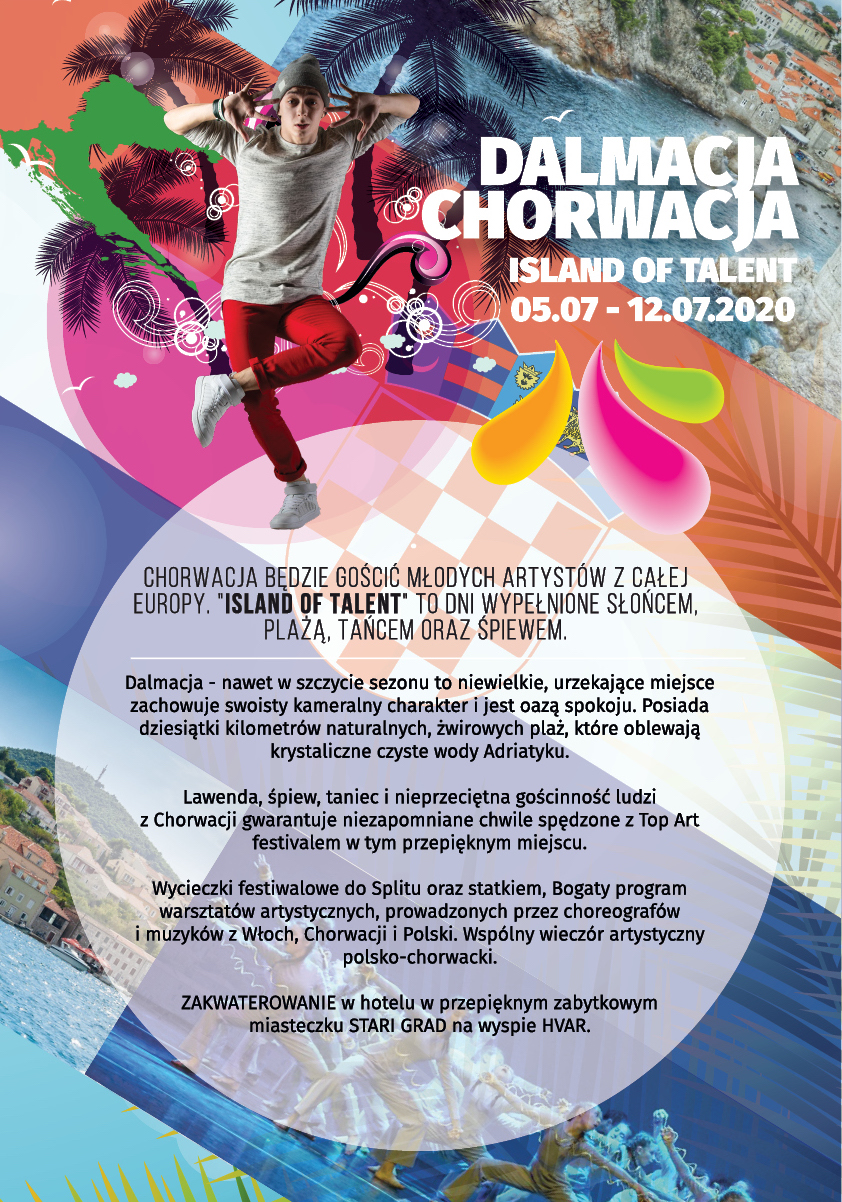 DALMACJA
CHORWACJA
ISLAND OF TALENT
05.07 - 12.07.2020
CHORWACJA BĘDZIE GOŚCIĆ MŁODYCH ARTYSTÓW Z CAŁEJ
EUROPY. "ISLAND OF TALENT" TO DNI WYPEŁNIONE SŁOŃCEM,
PLAŻĄ, TAŃCEM ORAZ ŚPIEWEM.
Dalmacja - nawet w szczycie sezonu to niewielkie, urzekające miejsce
zachowuje swoisty kameralny charakter i jest oazą spokoju. Posiada
dziesiątki kilometrów naturalnych, żwirowych plaż, które oblewają
krystaliczne czyste wody Adriatyku.
Lawenda, śpiew, taniec i nieprzeciętna gościnność ludzi
z Chorwacji gwarantuje niezapomniane chwile spędzone z Top Art
festivalem w tym przepięknym miejscu.
Wycieczki festiwalowe do Splitu oraz statkiem, Bogaty program
warsztatów artystycznych, prowadzonych przez choreografów
i muzyków z Włoch, Chorwacji i Polski. Wspólny wieczór artystyczny
polsko-chorwacki.
ZAKWATEROWANIE w hotelu w przepięknym zabytkowym
miasteczku STARI GRAD na wyspie HVAR.